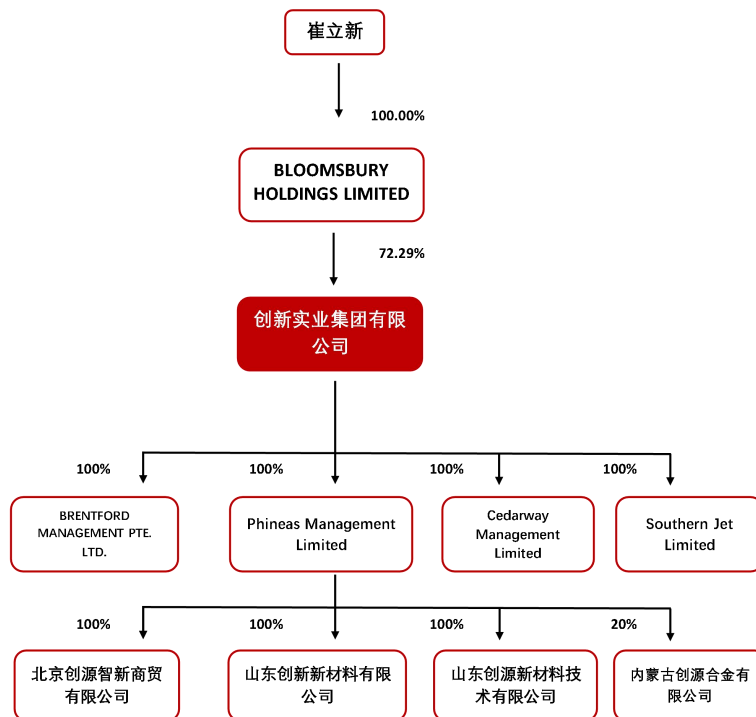 崔立新
100.00%
BLOOMSBURY
HOLDINGS LIMITED
72.29%
创新实业集团有限
公司
100%
100%
100%
100%
BRENTFORD
MANAGEMENT PTE.
LTD.
Phineas Management
Limited
Cedarway
Management
Limited
Southern Jet
Limited
100%
100%
100%
20%
北京创源智新商贸
有限公司
山东创新新材料有限
公司
山东创源新材料技
术有限公司
内蒙古创源合金有
限公司